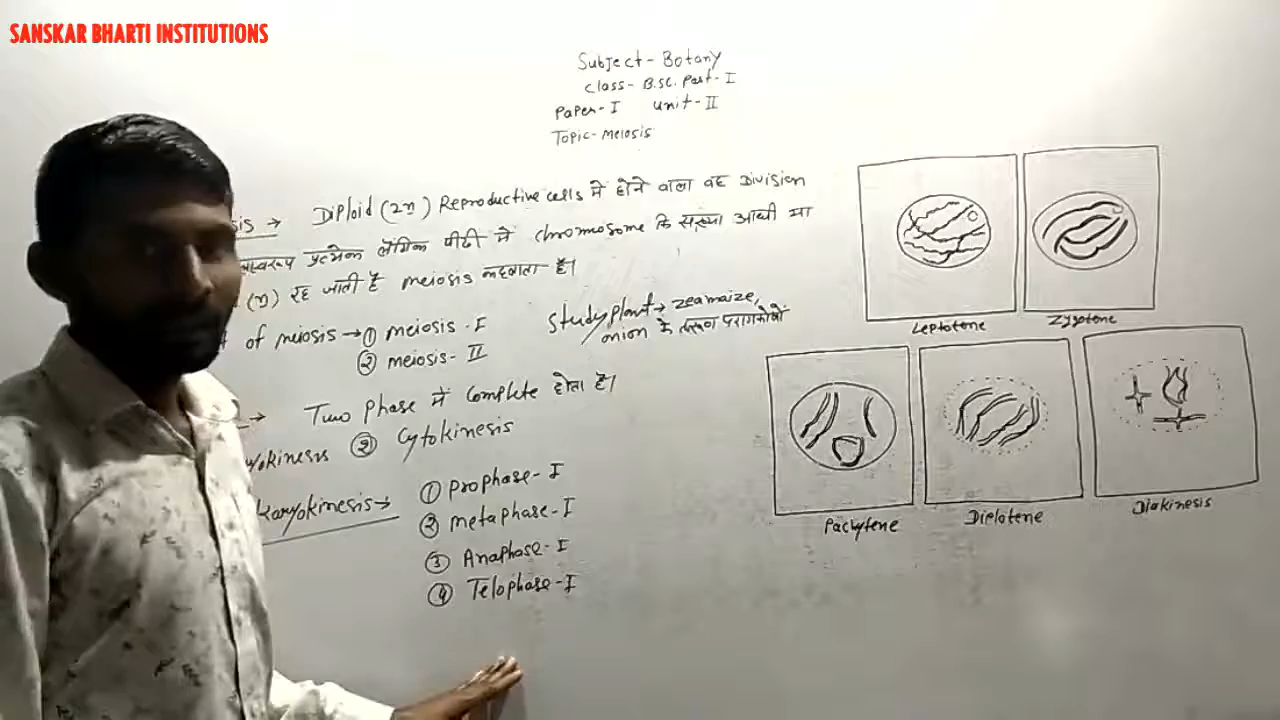 SANSKAR BHARTI INSTITUTIONS
Subject - Botany
Class - B.Sc. Part - I
Paper - I Unit - II
Topic - Meiosis
sis → Diploid (2n) Reproductive cells में होने वाला वह Division
प्रत्येक लैंगिक पीढी में chromosome कि संख्या आधी या
(n) रह जाती है meiosis कहलाता है।
of meiosis → ① meiosis - I
② meiosis - II
Study plant → zea maize,
onion के तरुण परागकोषों
→ Two Phase में complete होता है।
yokinesis ② Cytokinesis
karyokinesis →
① Prophase - I
② metaphase - I
③ Anaphase - I
④ Telophase - I
Leptotene
Zygotene
Pachytene
Diplotene
Diakinesis